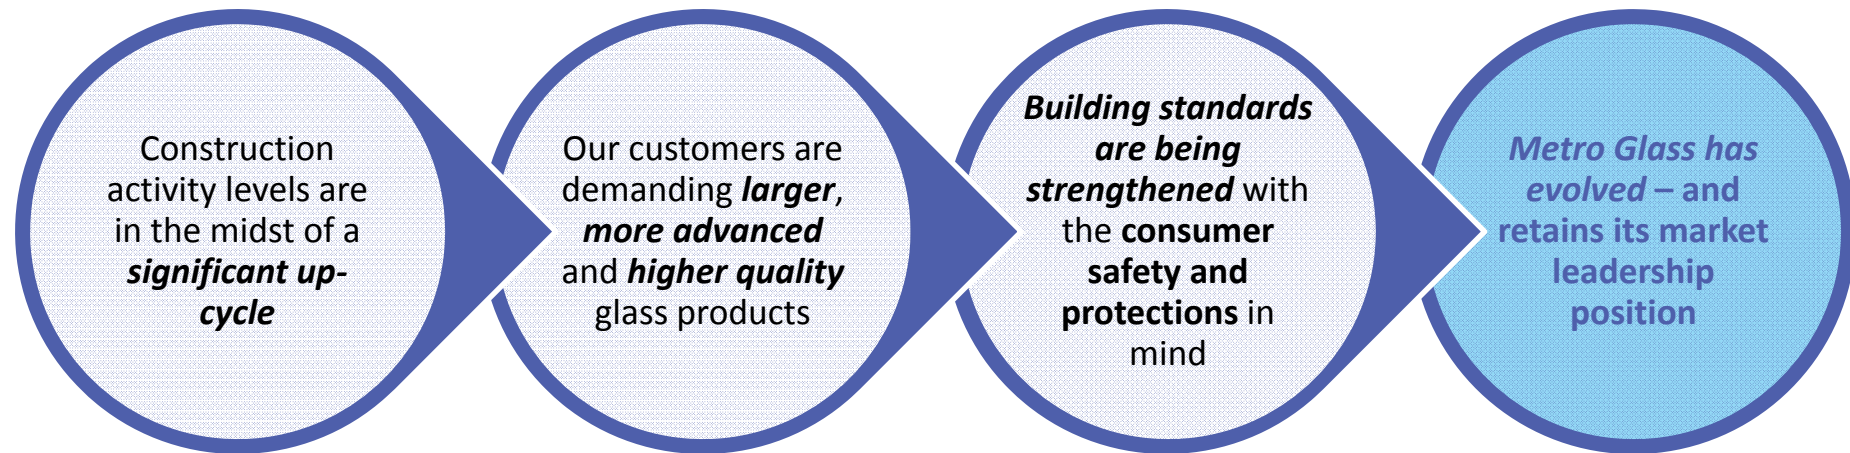 Construction
activity levels are
in the midst of a
significant up-
cycle
Our customers are
demanding larger,
more advanced
and higher quality
glass products
Building standards
are being
strengthened with
the consumer
safety and
protections in
mind
Metro Glass has
evolved – and
retains its market
leadership
position